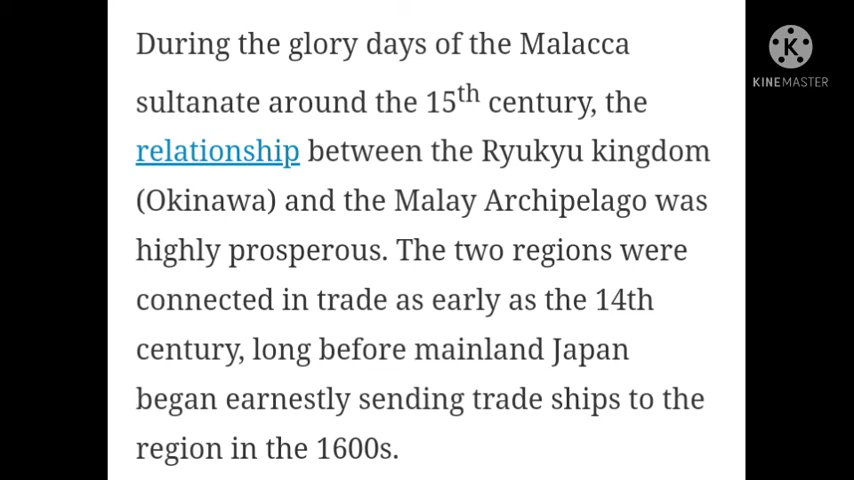 During the glory days of the Malacca
sultanate around the 15th century, the
relationship between the Ryukyu kingdom
(Okinawa) and the Malay Archipelago was
highly prosperous. The two regions were
connected in trade as early as the 14th
century, long before mainland Japan
began earnestly sending trade ships to the
region in the 1600s.
K
KINEMASTER